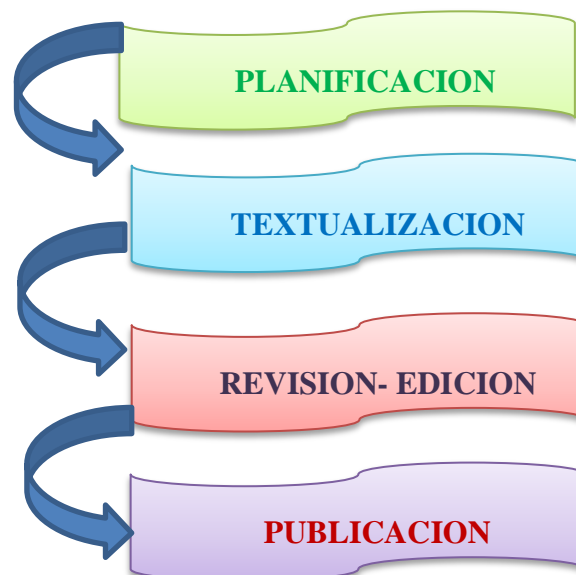 PLANIFICACION
TEXTUALIZACION
REVISION- EDICION
PUBLICACION